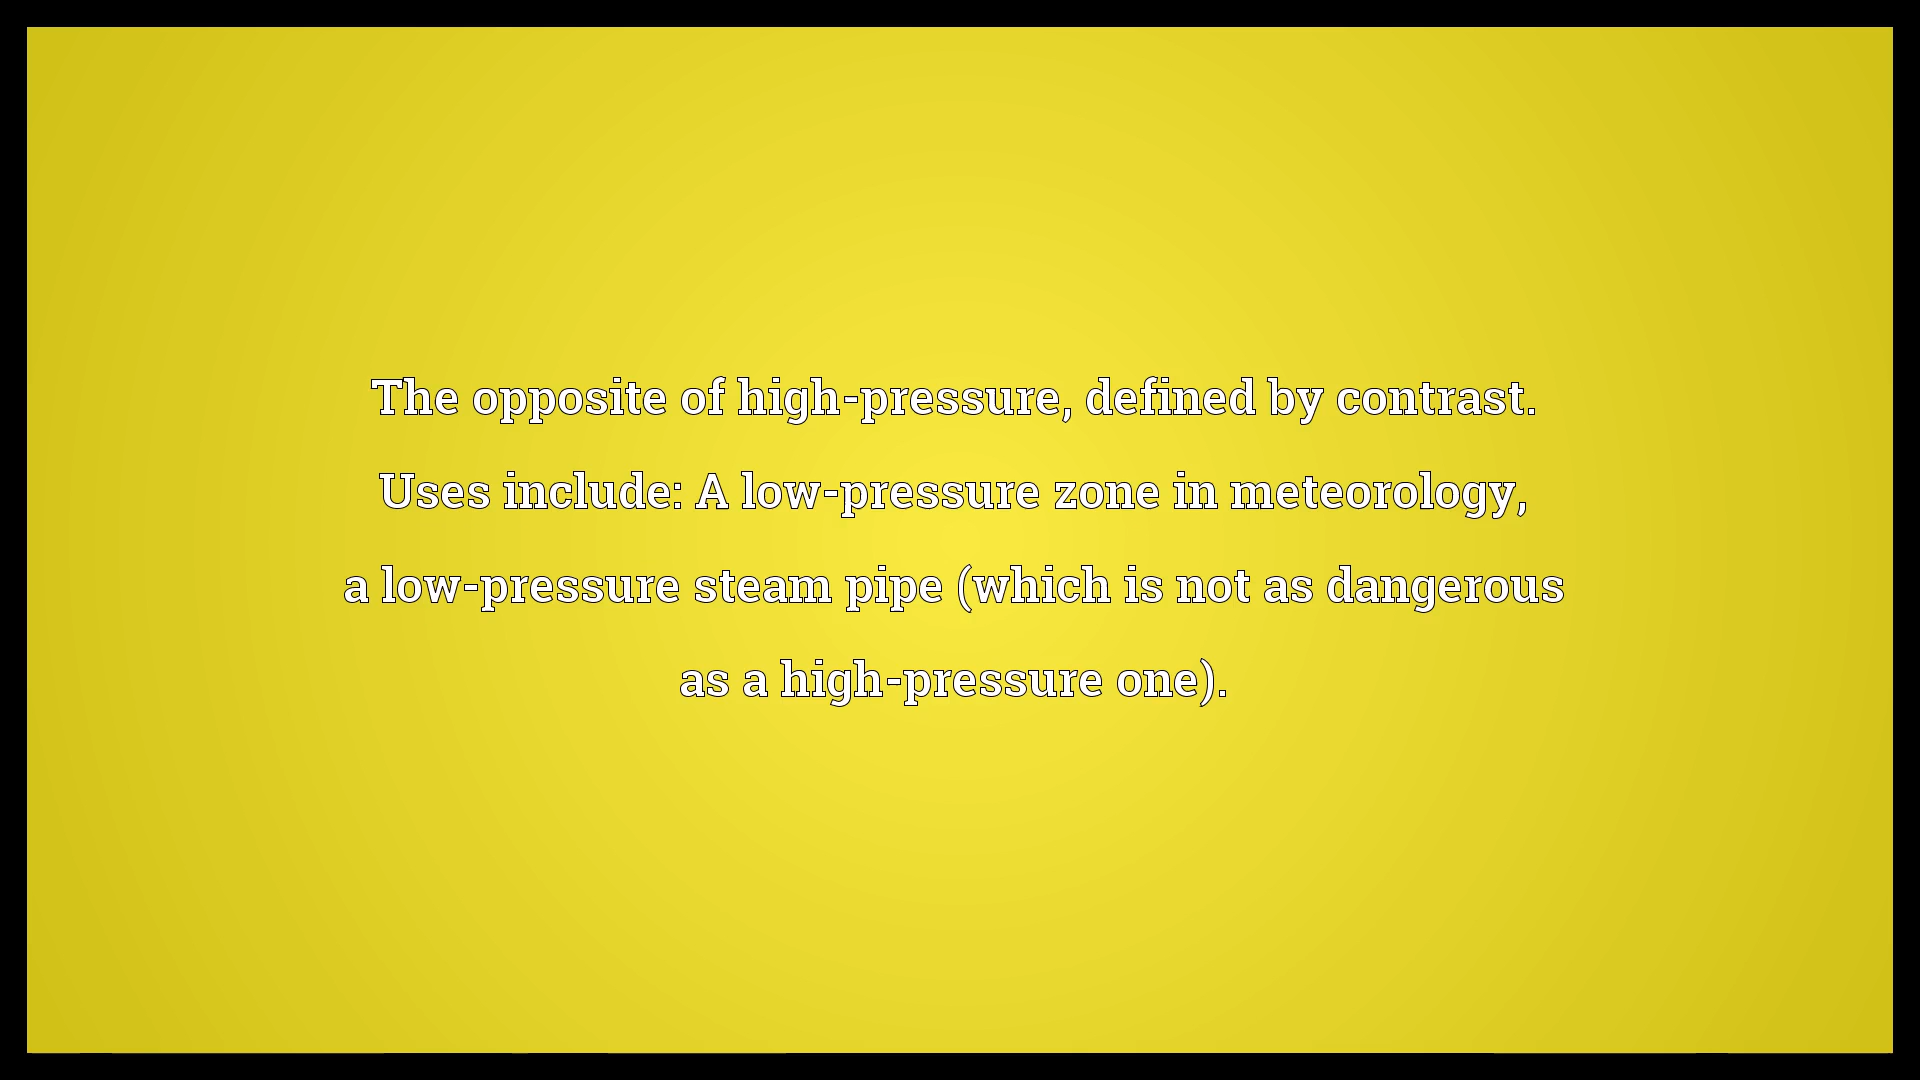 The opposite of high-pressure, defined by contrast.
Uses include: A low-pressure zone in meteorology,
a low-pressure steam pipe (which is not as dangerous
as a high-pressure one).